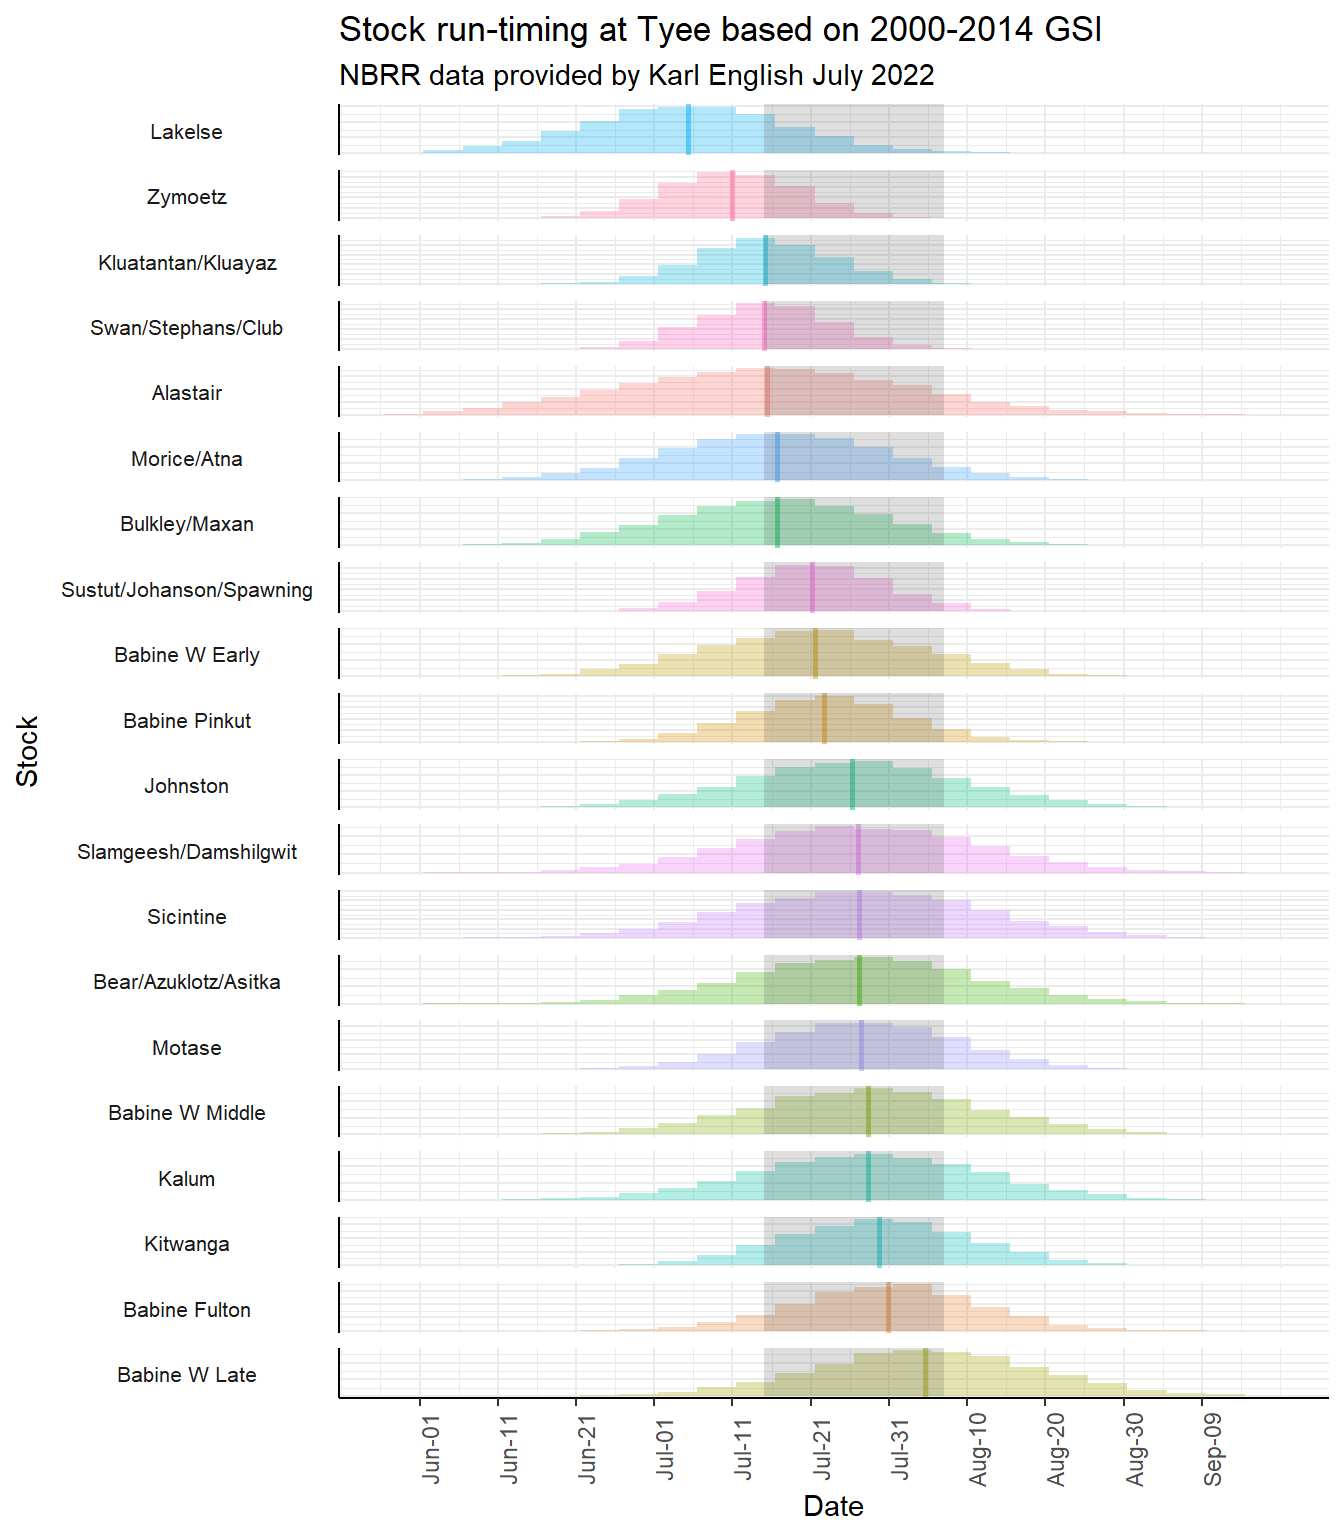 Stock run-timing at Tyee based on 2000-2014 GSI
NBRR data provided by Karl English July 2022
Lakelse
Zymoetz
Kluatantan/Kluayaz
Swan/Stephans/Club
Alastair
Morice/Atna
Bulkley/Maxan
Sustut/Johanson/Spawning
Babine W Early
Babine Pinkut
Johnston
Slamgeesh/Damshilgwit
Sicintine
Bear/Azuklotz/Asitka
Motase
Babine W Middle
Kalum
Kitwanga
Babine Fulton
Babine W Late
Stock
Jun-01
Jun-11
Jun-21
Jul-01
Jul-11
Jul-21
Jul-31
Aug-10
Aug-20
Aug-30
Sep-09
Date